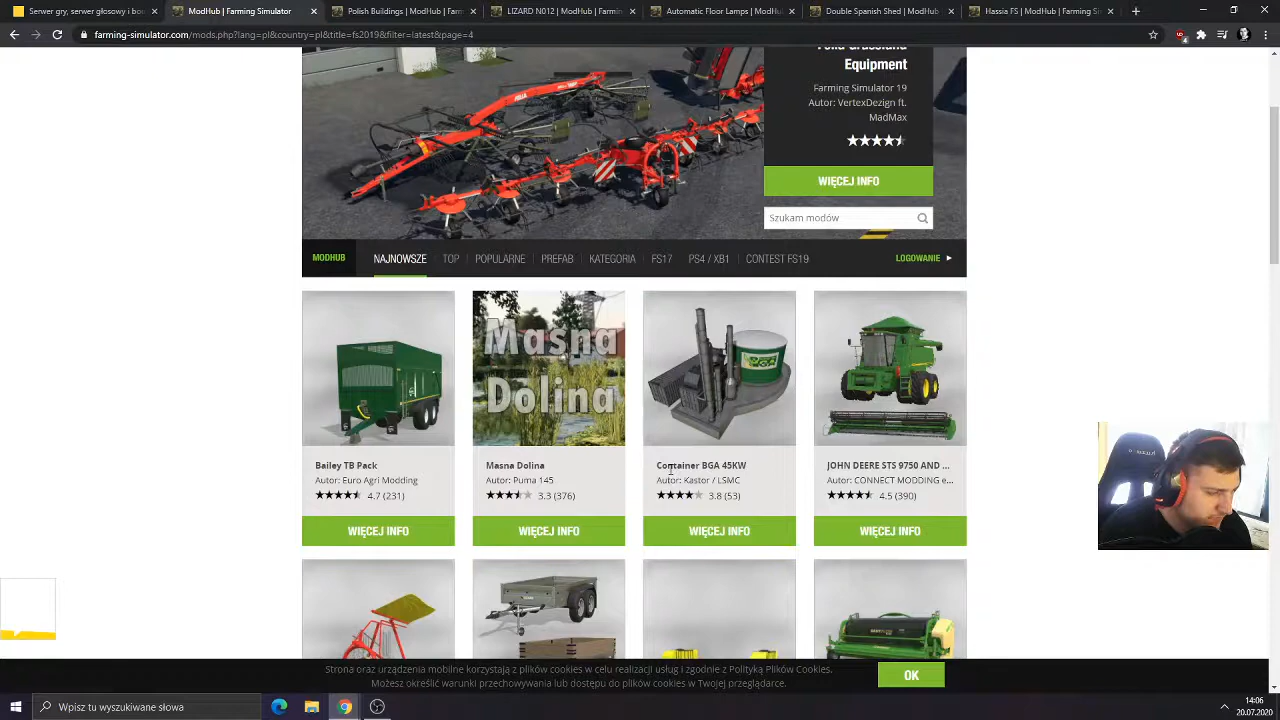 Serwer gry, serwer głosowy i bo
ModHub | Farming Simulator
Polish Buildings | ModHub | Farm
LIZARD N012 | ModHub | Farming
Automatic Floor Lamps | ModHu
Double Spanish Shed | ModHub |
Hassia FS | ModHub | Farming Sim
farming-simulator.com/mods.php?lang=pl&country=pl&title=fs2019&filter=latest&page=4
Equipment
Farming Simulator 19
Autor: VertexDezign ft.
MadMax
WIĘCEJ INFO
Szukam modów
MODHUB NAJNOWSZE TOP POPULARNE PREFAB KATEGORIA FS17 PS4 / XB1 CONTEST FS19 LOGOWANIE
Masna
Dolina
BGA
Bailey TB Pack
Autor: Euro Agri Modding
4.7 (231)
WIĘCEJ INFO
Masna Dolina
Autor: Puma 145
3.3 (376)
WIĘCEJ INFO
Container BGA 45KW
Autor: Kastor / LSMC
3.8 (53)
WIĘCEJ INFO
JOHN DEERE STS 9750 AND ...
Autor: CONNECT MODDING e...
4.5 (390)
WIĘCEJ INFO
Strona oraz urządzenia mobilne korzystają z plików cookies w celu realizacji usług i zgodnie z Polityką Plików Cookies.
Możesz określić warunki przechowywania lub dostępu do plików cookies w Twojej przeglądarce.
OK
Wpisz tu wyszukiwane słowa
14:06
20.07.2020